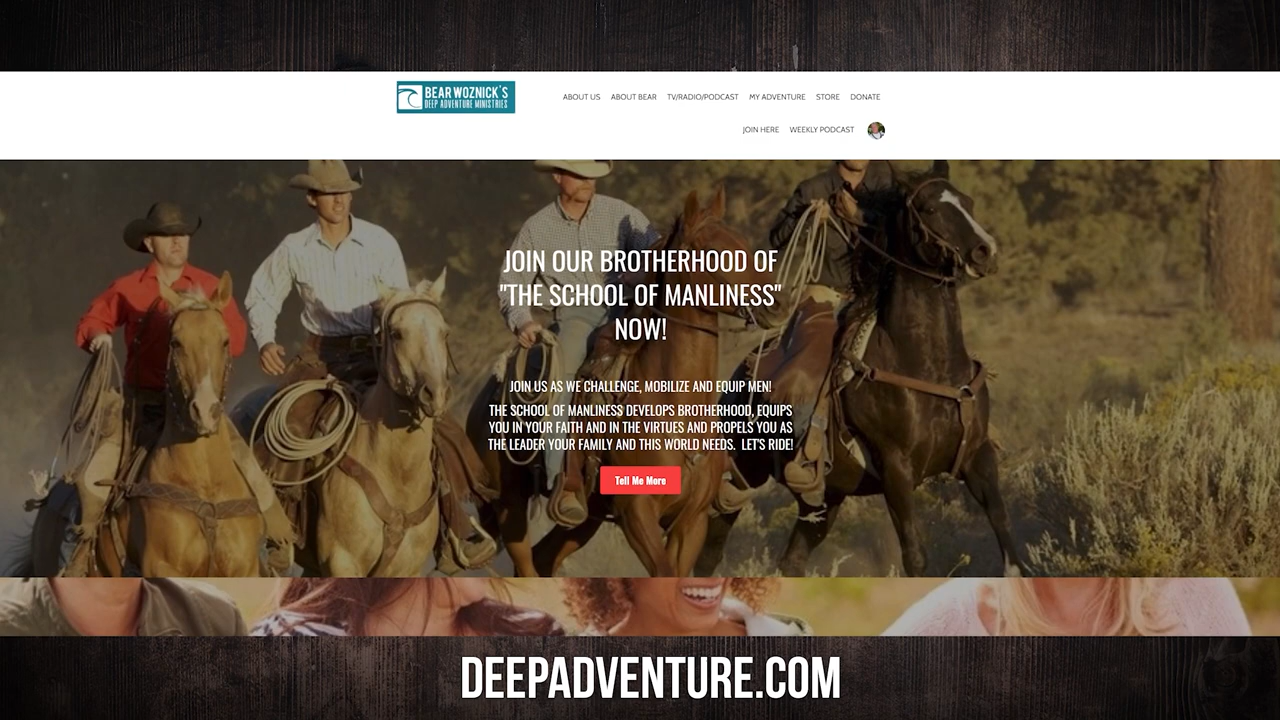 BEAR WOZNICK'S
DEEP ADVENTURE MINISTRIES
ABOUT US ABOUT BEAR TV/RADIO/PODCAST MY ADVENTURE STORE DONATE
JOIN HERE WEEKLY PODCAST
JOIN OUR BROTHERHOOD OF
"THE SCHOOL OF MANLINESS"
NOW!
JOIN US AS WE CHALLENGE, MOBILIZE AND EQUIP MEN!
THE SCHOOL OF MANLINESS DEVELOPS BROTHERHOOD, EQUIPS
YOU IN YOUR FAITH AND IN THE VIRTUES AND PROPELS YOU AS
THE LEADER YOUR FAMILY AND THIS WORLD NEEDS. LET'S RIDE!
Tell Me More
DEEPADVENTURE.COM